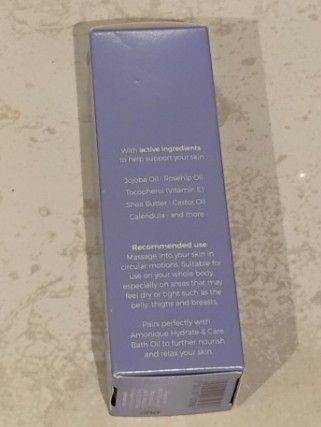 With active ingredients
to help support your skin
Jojoba Oil · Rosehip Oil
Tocopherol (Vitamin E)
Shea Butter · Castor Oil
Calendula · and more
Recommended use
Massage into your skin in
circular motions. Suitable for
use on your whole body
especially on areas that may
feel dry or tight such as the
belly, thighs and breasts.
Pairs perfectly with
Amonique Hydrate & Care
Bath Oil to further nourish
and relax your skin.